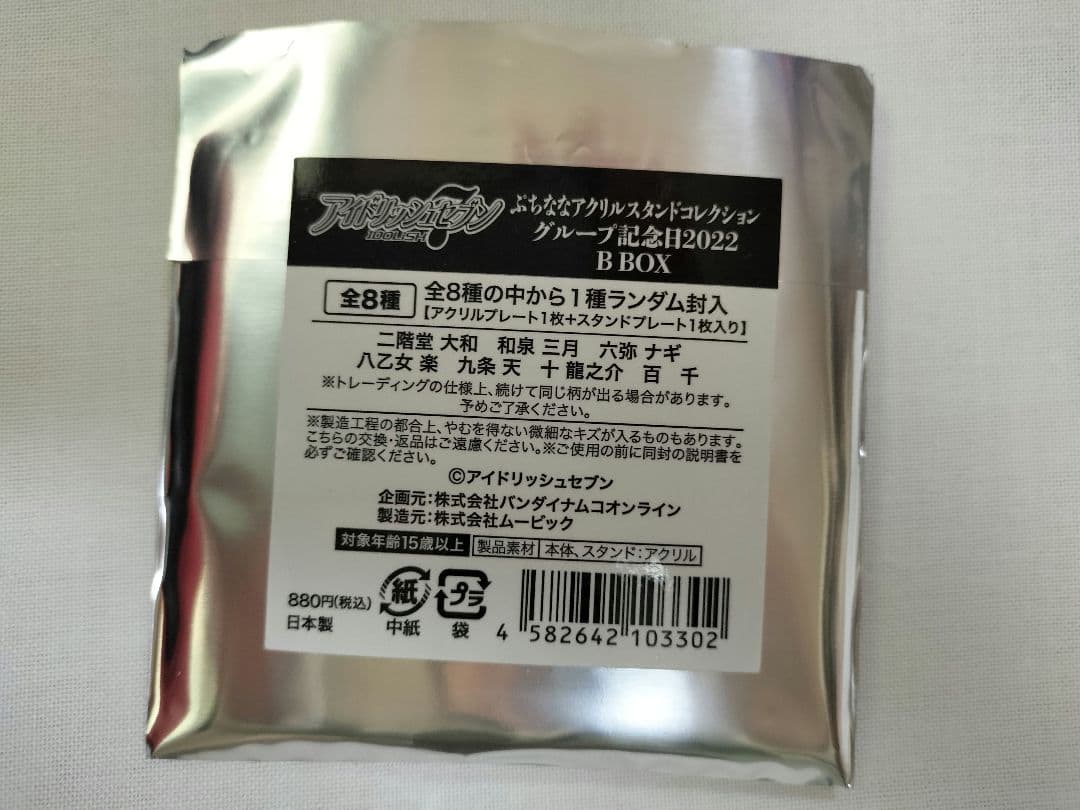 アイドリッシュセブン
IDOLiSH7
ぷちななアクリルスタンドコレクション
グループ記念日2022
B BOX
全8種
全8種の中から1種ランダム封入
【アクリルプレート1枚+スタンドプレート1枚入り】
二階堂 大和　和泉 三月　六弥 ナギ
八乙女 楽　九条 天　十 龍之介　百　千
※トレーディングの仕様上、続けて同じ柄が出る場合があります。
予めご了承ください。
※製造工程の都合上、やむを得ない微細なキズが入るものもあります。
こちらの交換・返品はご遠慮ください。※ご使用の前に同封の説明書を
必ずご確認ください。
©アイドリッシュセブン
企画元:株式会社バンダイナムコオンライン
製造元:株式会社ムービック
対象年齢15歳以上 製品素材 本体、スタンド:アクリル
880円(税込)
日本製
紙
中紙
プラ
袋
4 582642 103302